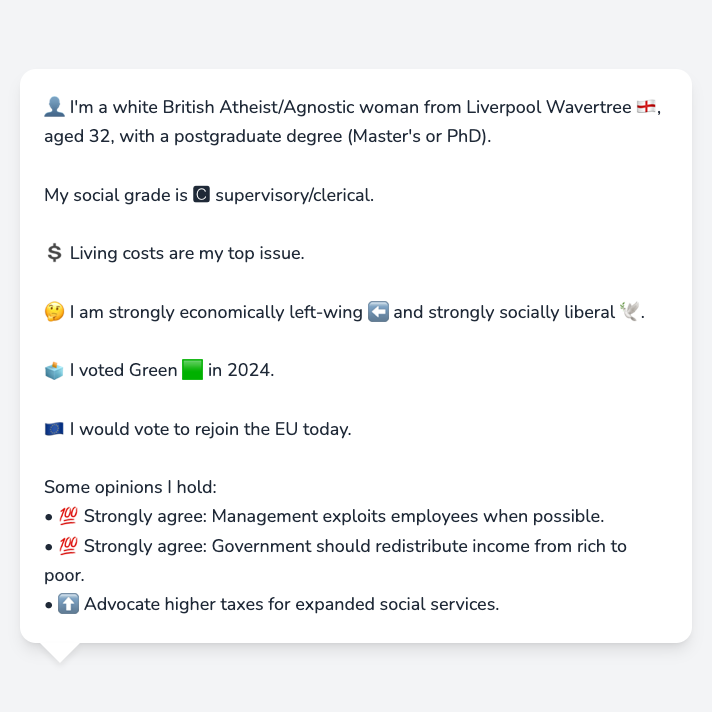 👤 I'm a white British Atheist/Agnostic woman from Liverpool Wavertree 🏴󠁧󠁢󠁥󠁮󠁧󠁿,
aged 32, with a postgraduate degree (Master's or PhD).
My social grade is 🅲 supervisory/clerical.
💲 Living costs are my top issue.
🤔 I am strongly economically left-wing ⬅️ and strongly socially liberal 🕊️.
🗳️ I voted Green 🟩 in 2024.
🇪🇺 I would vote to rejoin the EU today.
Some opinions I hold:
• 💯 Strongly agree: Management exploits employees when possible.
• 💯 Strongly agree: Government should redistribute income from rich to
poor.
• ⬆️ Advocate higher taxes for expanded social services.